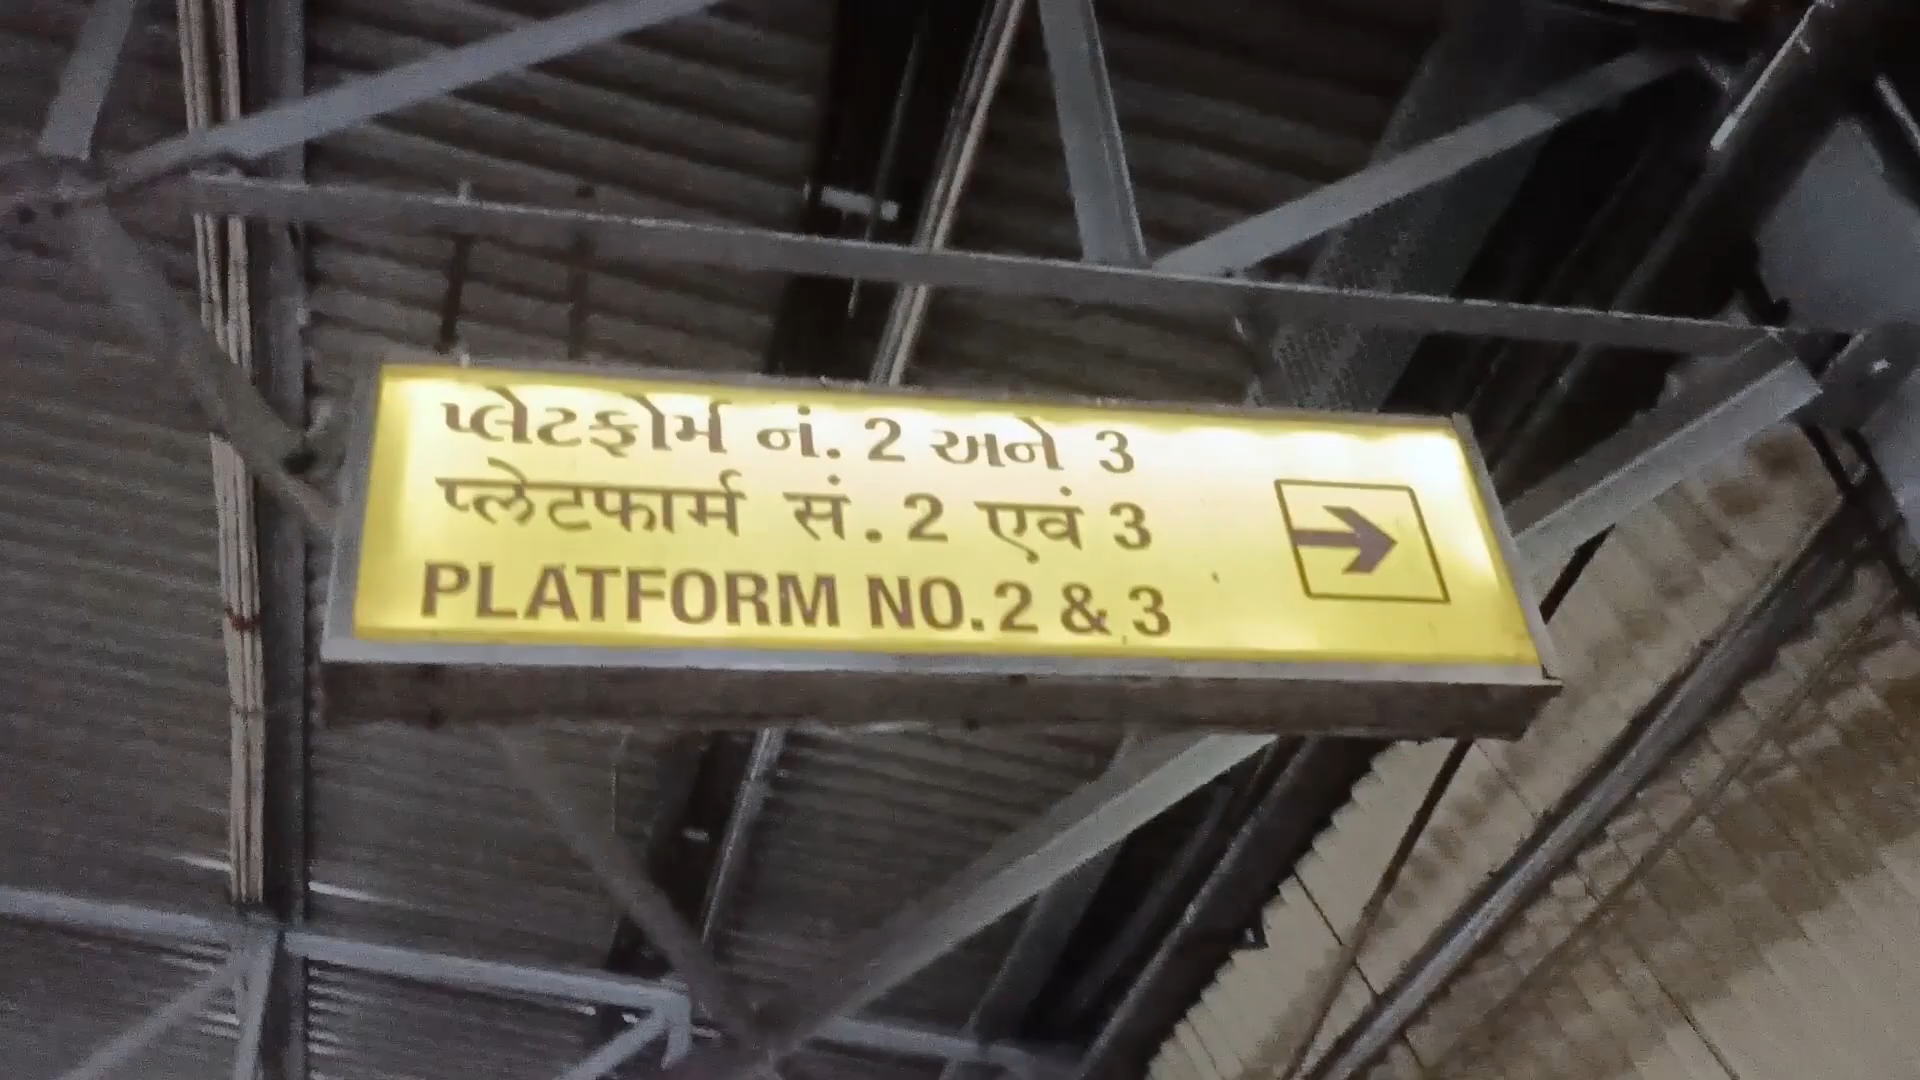 પ્લેટફોર્મ નં. 2 અને 3
प्लेटफार्म सं. 2 एवं 3
PLATFORM NO. 2 & 3